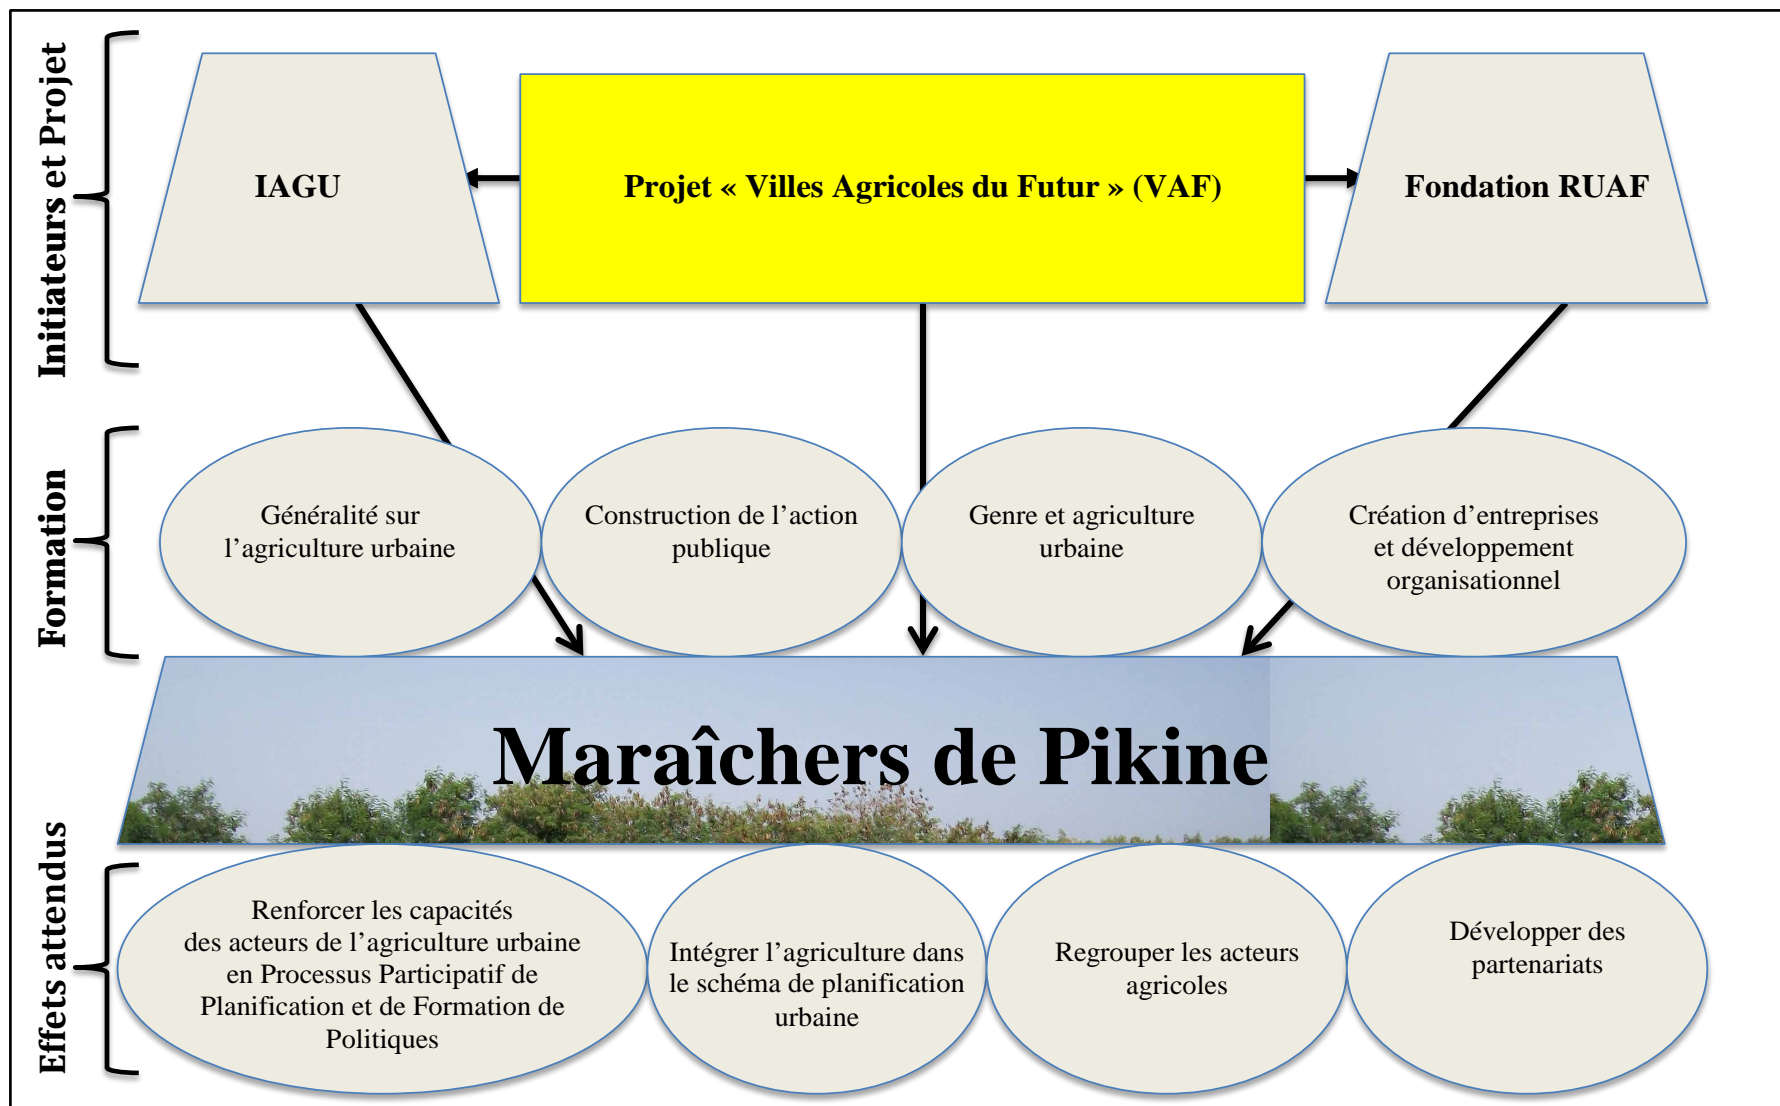 Initiateurs et Projet
IAGU
Projet « Villes Agricoles du Futur » (VAF)
Fondation RUAF
Formation
Généralité sur
l’agriculture urbaine
Construction de l’action
publique
Genre et agriculture
urbaine
Création d’entreprises
et développement
organisationnel
Maraîchers de Pikine
Effets attendus
Renforcer les capacités
des acteurs de l’agriculture urbaine
en Processus Participatif de
Planification et de Formation de
Politiques
Intégrer l’agriculture dans
le schéma de planification
urbaine
Regrouper les acteurs
agricoles
Développer des
partenariats